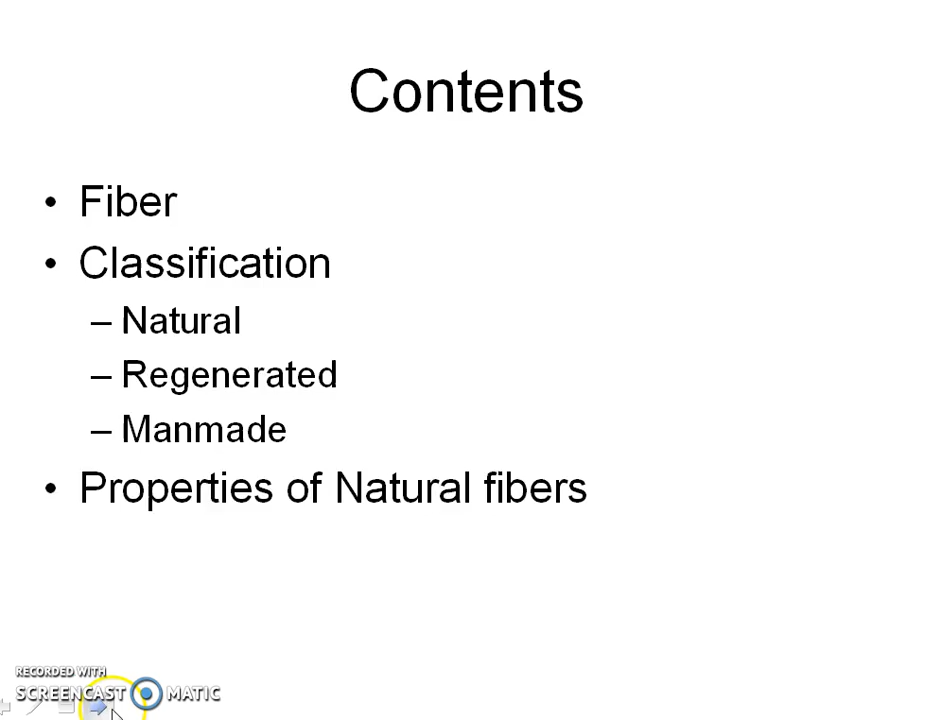 Contents
• Fiber
• Classification
– Natural
– Regenerated
– Manmade
• Properties of Natural fibers
RECORDED WITH
SCREENCAST MATIC